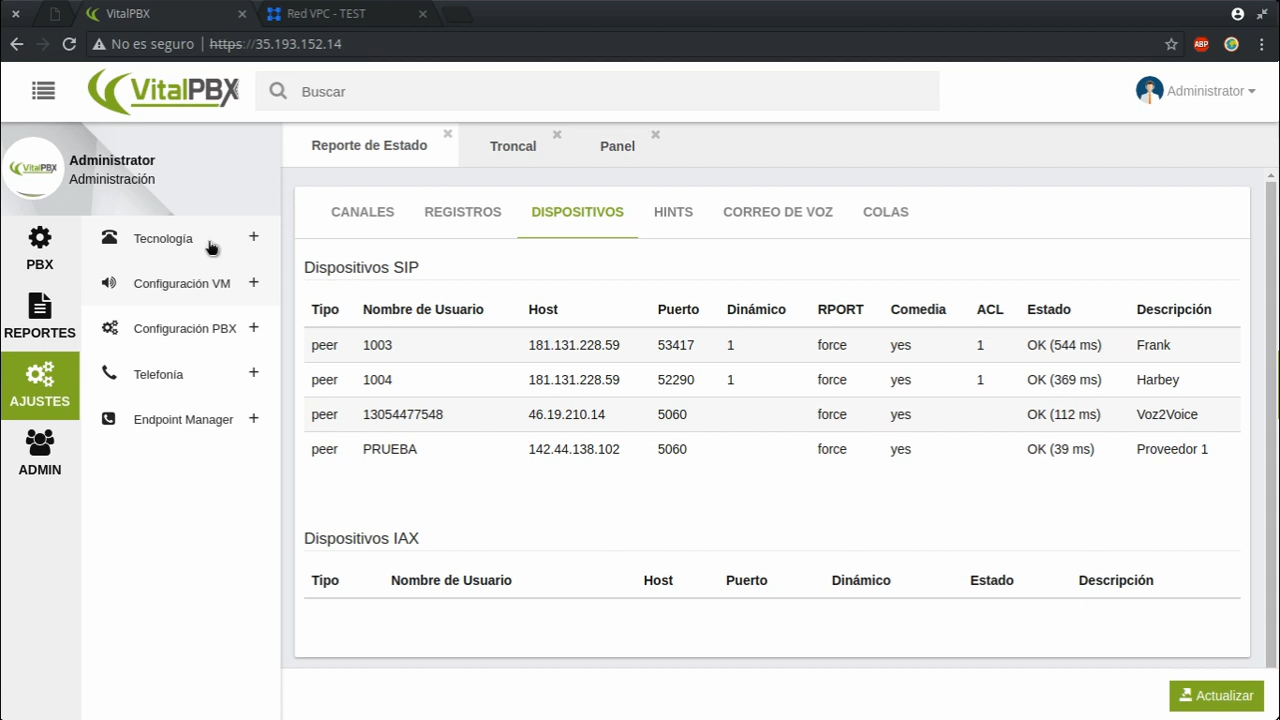 VitalPBX
Red VPC - TEST
No es seguro
https://35.193.152.14
ABP
VitalPBX
Buscar
Administrator
VitalPBX
Administrator
Administración
PBX
REPORTES
AJUSTES
ADMIN
Tecnología +
Configuración VM +
Configuración PBX +
Telefonía +
Endpoint Manager +
Reporte de Estado
Troncal
Panel
CANALES REGISTROS DISPOSITIVOS HINTS CORREO DE VOZ COLAS
Dispositivos SIP
Tipo Nombre de Usuario Host Puerto Dinámico RPORT Comedia ACL Estado Descripción
peer 1003 181.131.228.59 53417 1 force yes 1 OK (544 ms) Frank
peer 1004 181.131.228.59 52290 1 force yes 1 OK (369 ms) Harbey
peer 13054477548 46.19.210.14 5060 force yes OK (112 ms) Voz2Voice
peer PRUEBA 142.44.138.102 5060 force yes OK (39 ms) Proveedor 1
Dispositivos IAX
Tipo Nombre de Usuario Host Puerto Dinámico Estado Descripción
Actualizar